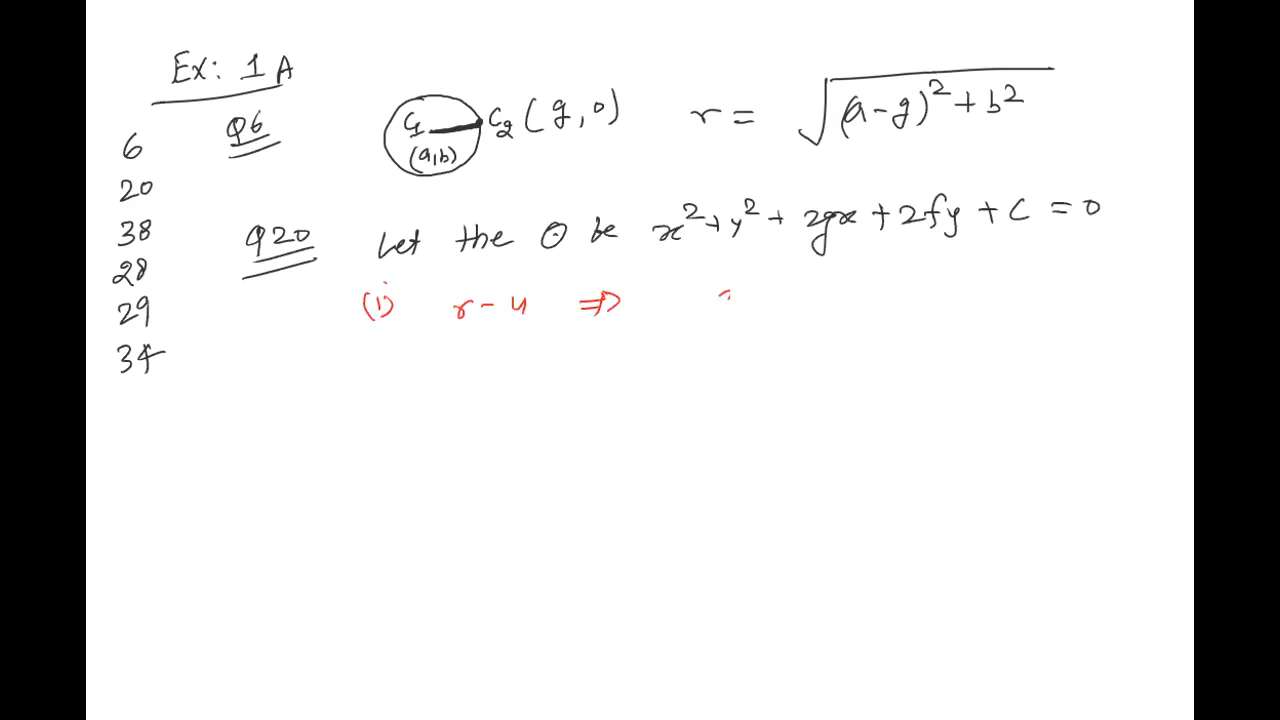 Ex: 1A
6
20
38
28
29
34
Q6
C1
(a,b)
C2 (g,0) r = √(a-g)²+b²
Q20 Let the ⊙ be x²+y²+2gx+2fy+c=0
(i) r-4 ⇒